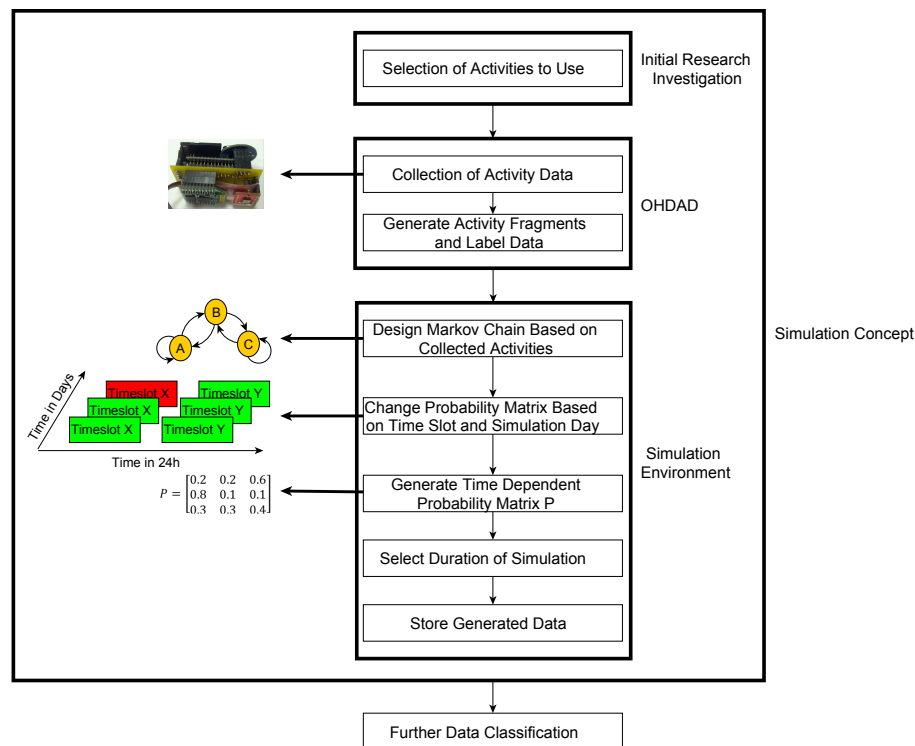 Selection of Activities to Use
Initial Research
Investigation
Collection of Activity Data
Generate Activity Fragments
and Label Data
OHDAD
Design Markov Chain Based on
Collected Activities
A
B
C
Simulation Concept
Change Probability Matrix Based
on Time Slot and Simulation Day
Time in Days
Timeslot X
Timeslot Y
Timeslot X
Timeslot Y
Timeslot X
Timeslot Y
Time in 24h
Simulation
Environment
Generate Time Dependent
Probability Matrix P
0.2 0.2 0.6
P = 0.8 0.1 0.1
0.3 0.3 0.4
Select Duration of Simulation
Store Generated Data
Further Data Classification